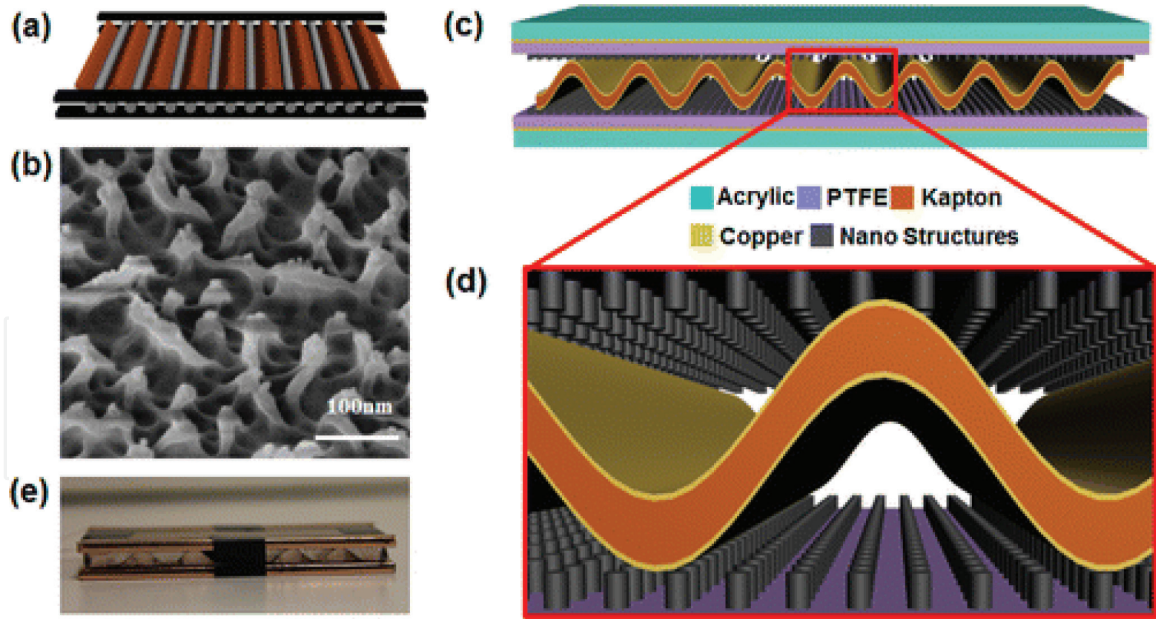 (a)
(b)
100nm
(e)
(c)
Acrylic PTFE Kapton
Copper Nano Structures
(d)